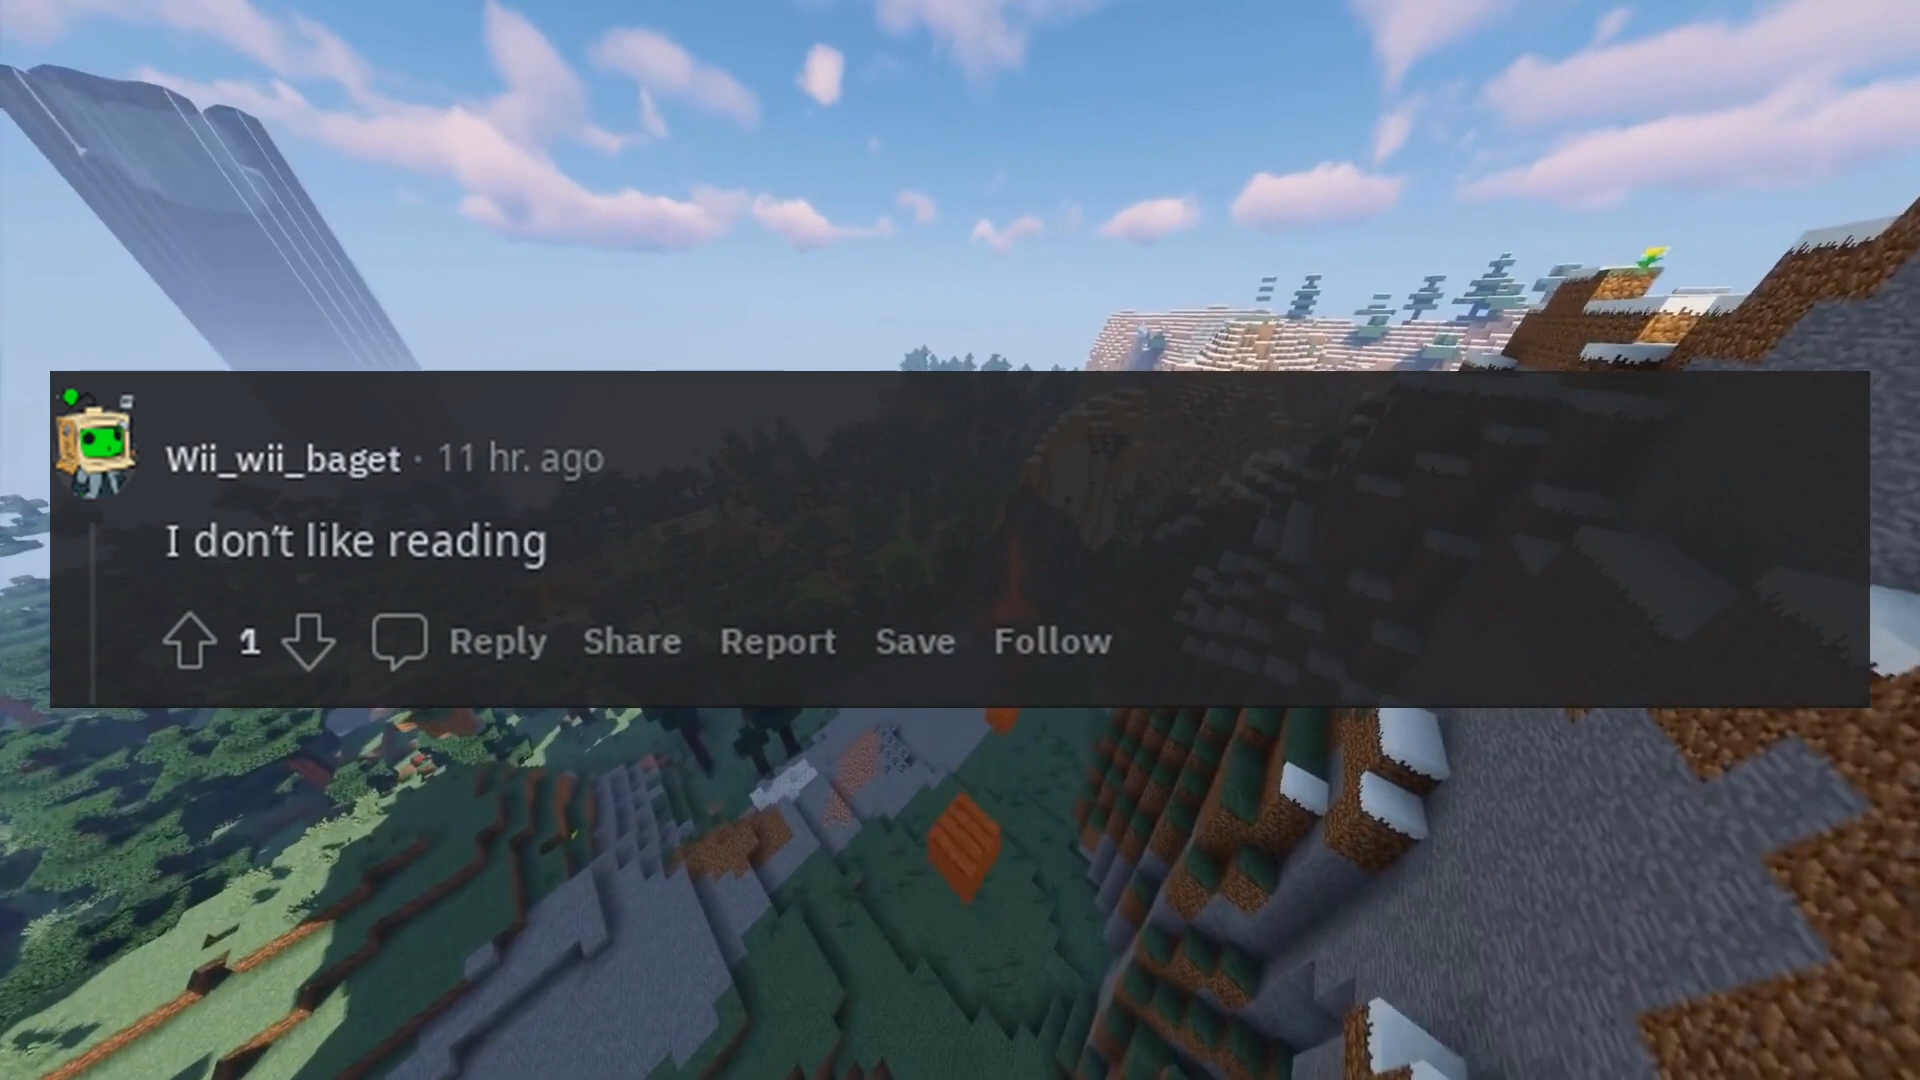 Wii_wii_baget · 11 hr. ago
I don't like reading
1 Reply Share Report Save Follow